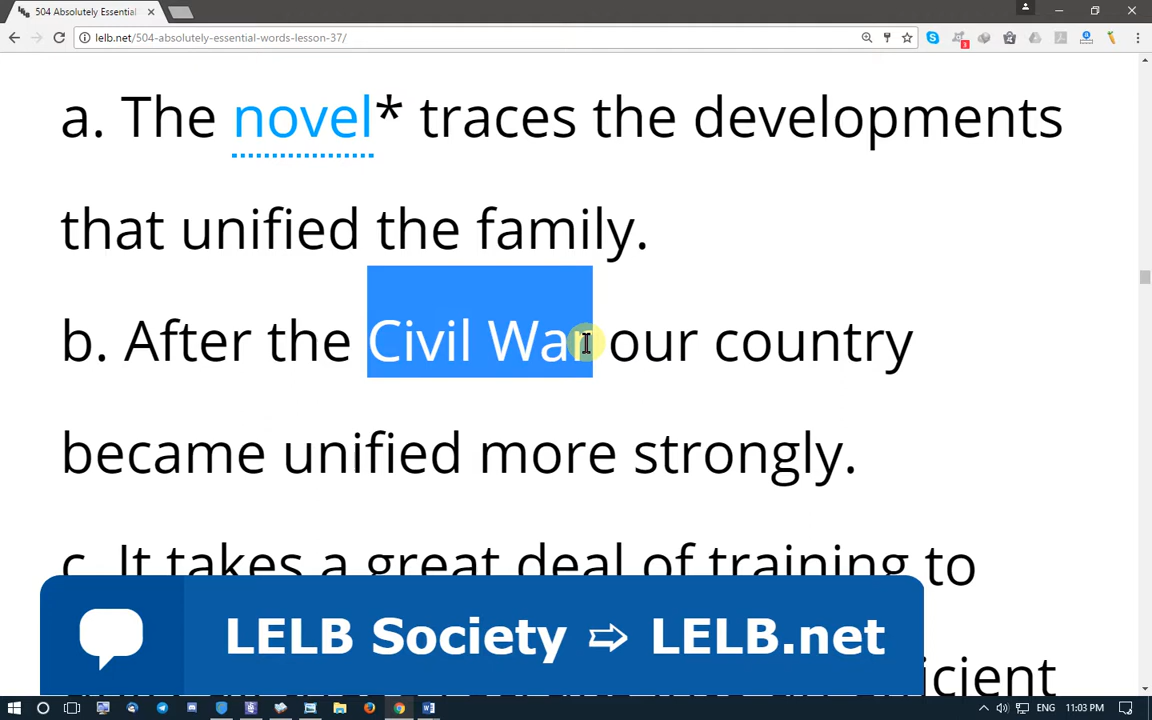 504 Absolutely Essential
lelb.net/504-absolutely-essential-words-lesson-37/
a. The novel* traces the developments
that unified the family.
b. After the Civil War our country
became unified more strongly.
c. It takes a great deal of training to
icient
LELB Society ⇨ LELB.net
ENG 11:03 PM